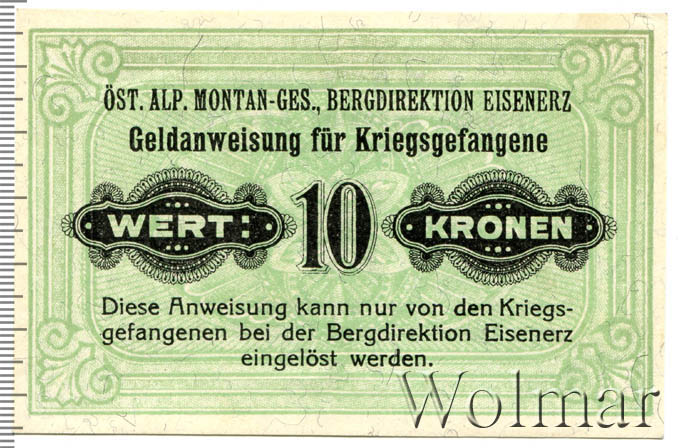 ÖST. ALP. MONTAN-GES., BERGDIREKTION EISENERZ
Geldanweisung für Kriegsgefangene
WERT: 10 KRONEN
Diese Anweisung kann nur von den Kriegs-
gefangenen bei der Bergdirektion Eisenerz
eingelöst werden.
Wolmar